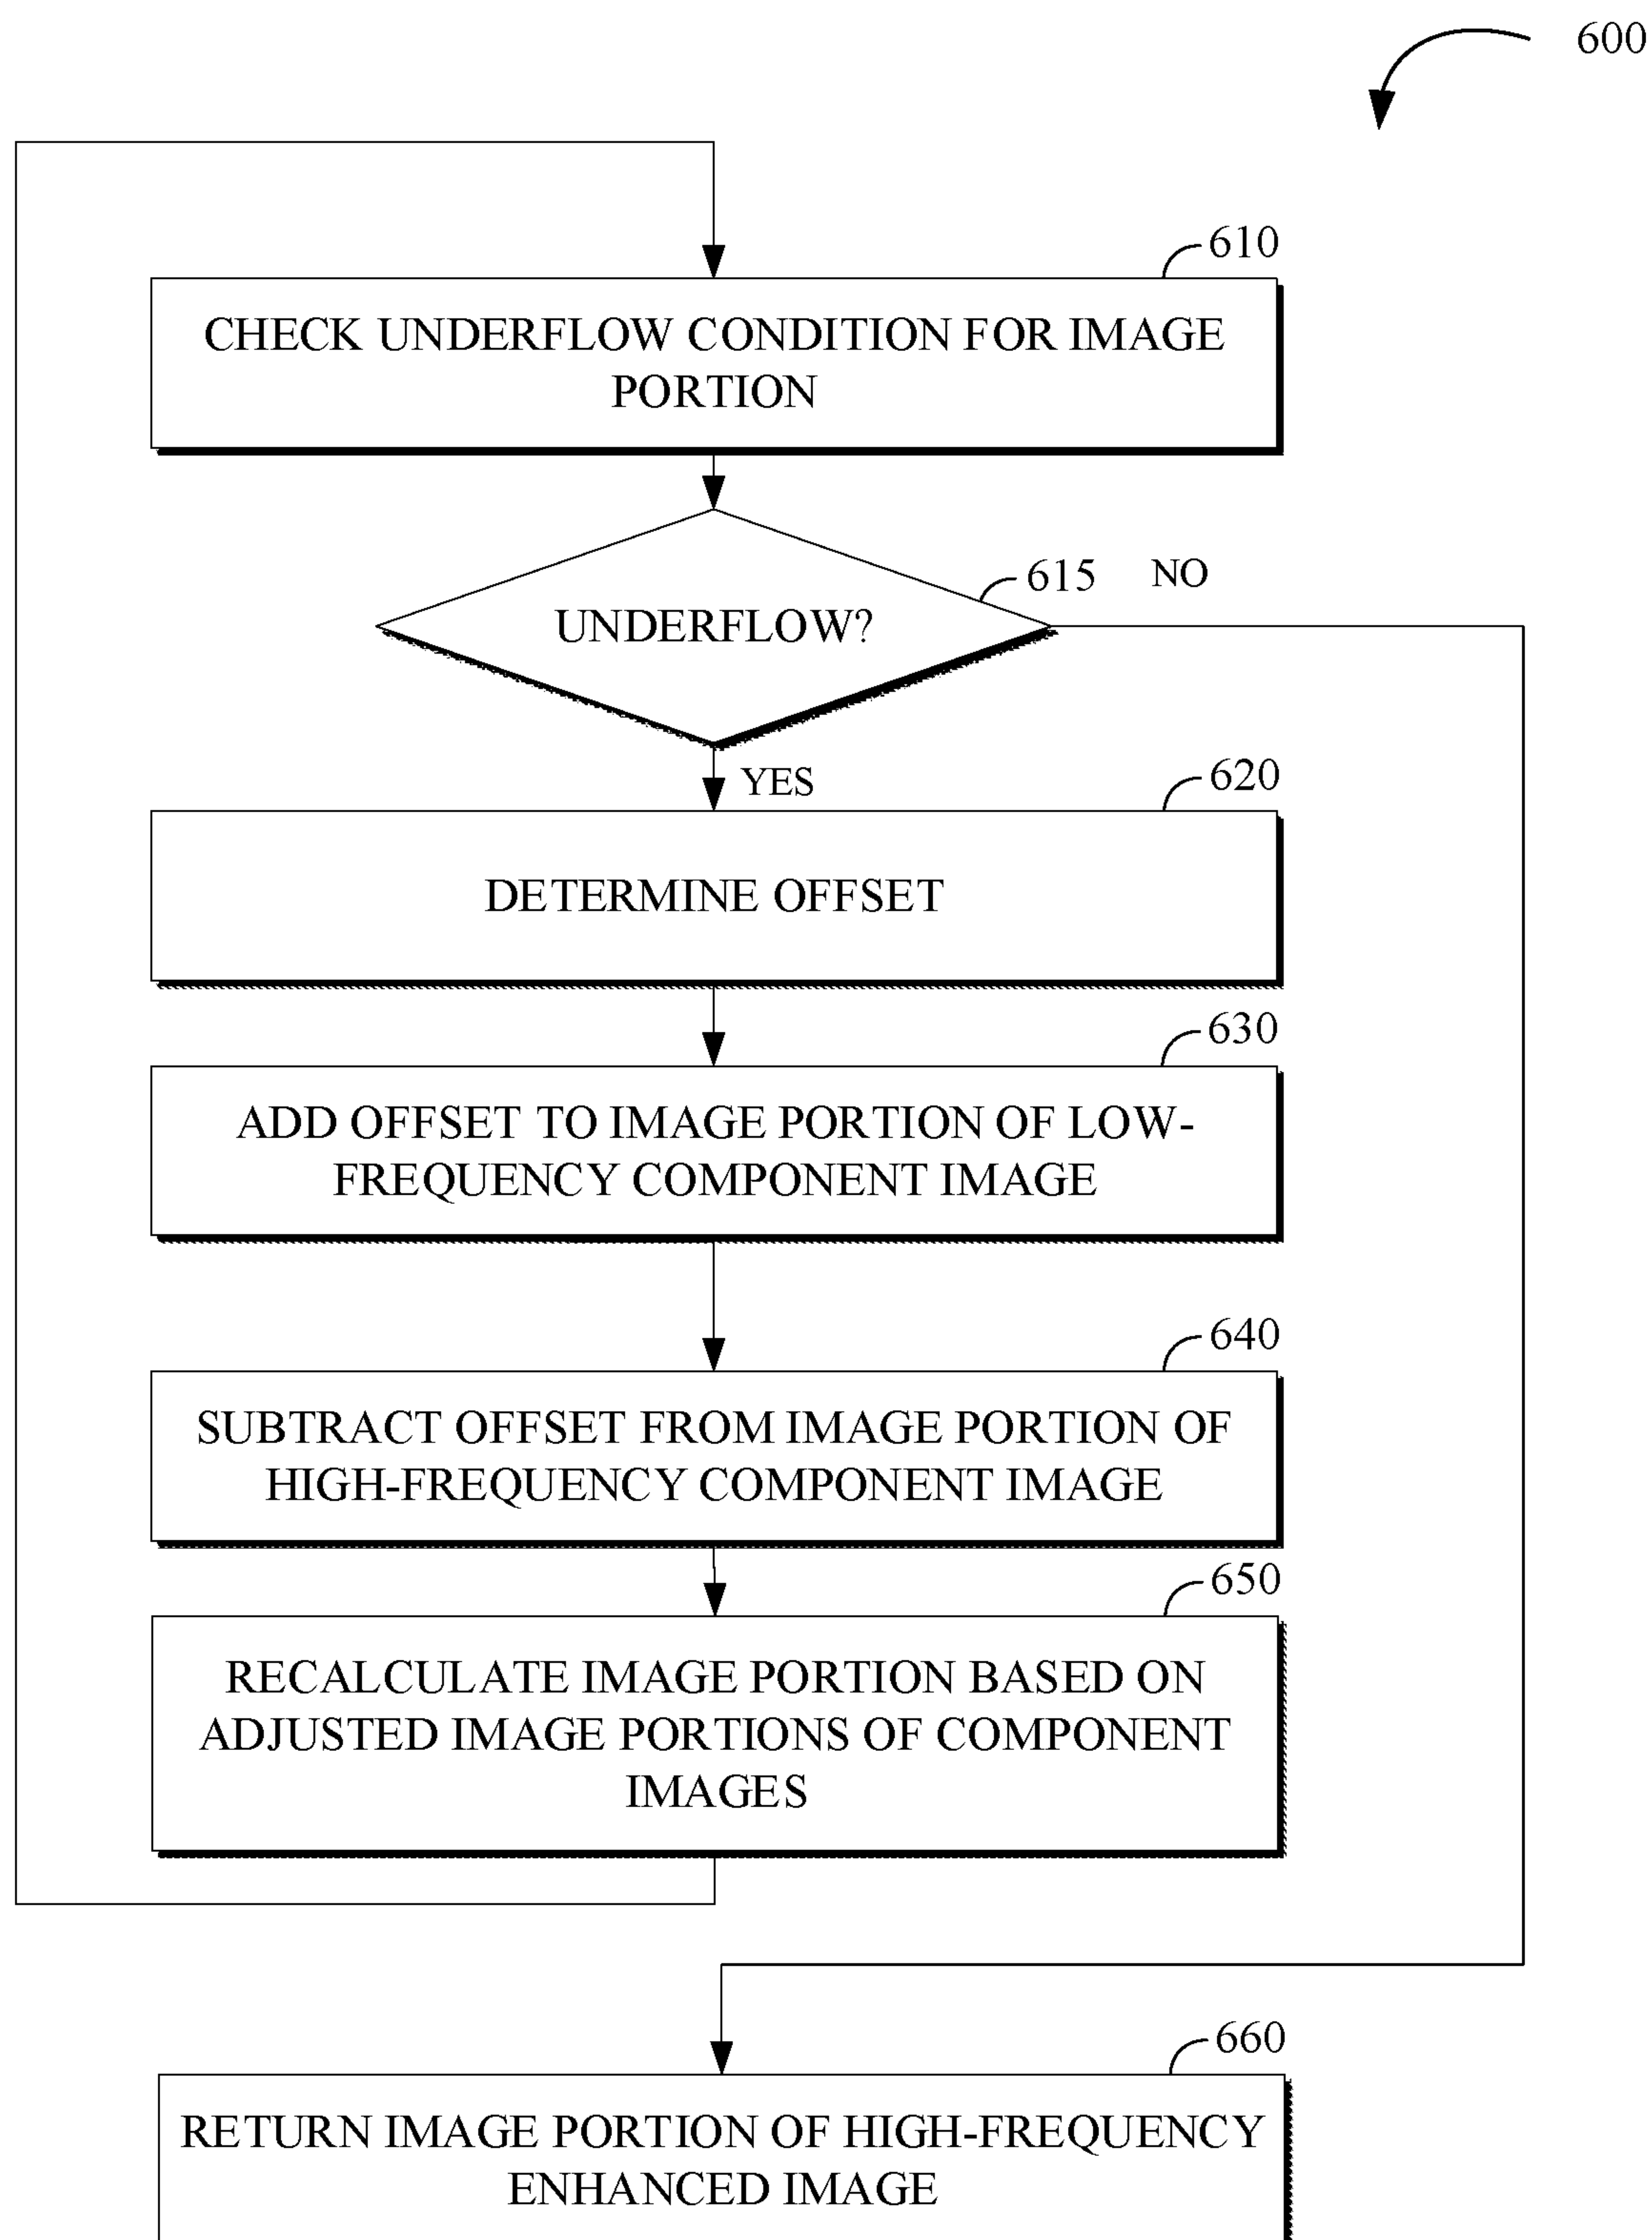 600
610
CHECK UNDERFLOW CONDITION FOR IMAGE
PORTION
615 NO
UNDERFLOW?
YES
620
DETERMINE OFFSET
630
ADD OFFSET TO IMAGE PORTION OF LOW-
FREQUENCY COMPONENT IMAGE
640
SUBTRACT OFFSET FROM IMAGE PORTION OF
HIGH-FREQUENCY COMPONENT IMAGE
650
RECALCULATE IMAGE PORTION BASED ON
ADJUSTED IMAGE PORTIONS OF COMPONENT
IMAGES
660
RETURN IMAGE PORTION OF HIGH-FREQUENCY
ENHANCED IMAGE